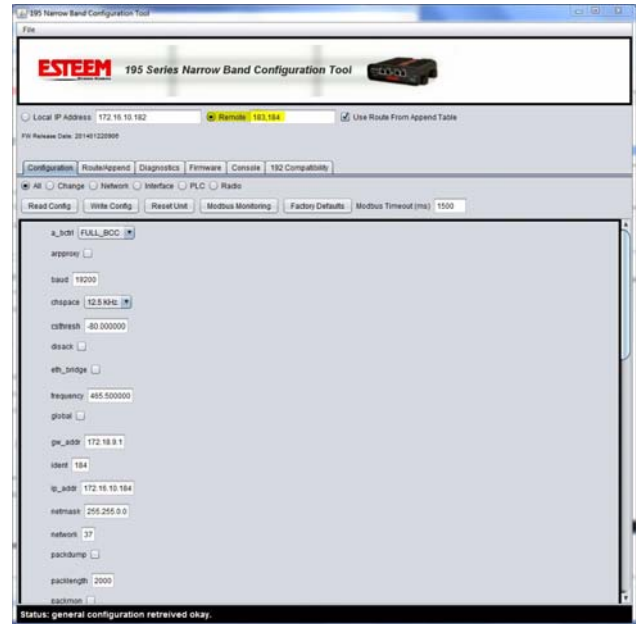 195 Narrow Band Configuration Tool
File
ESTEEM 195 Series Narrow Band Configuration Tool
Local IP Address 172.16.10.182 Remote 183,184 Use Route From Append Table
FW Release Date: 201401220906
Configuration Route/Append Diagnostics Firmware Console 192 Compatibility
All Change Network Interface PLC Radio
Read Config Write Config Reset Unit Modbus Monitoring Factory Defaults Modbus Timeout (ms) 1500
a_bctrl FULL_BCC
arpproxy
baud 19200
chspace 12.5 KHz
csthresh -80.000000
disack
eth_bridge
frequency 465.500000
global
gw_addr 172.18.9.1
ident 184
ip_addr 172.16.10.184
netmask 255.255.0.0
network 37
packdump
packlength 2000
eackmon
Status: general configuration retreived okay.